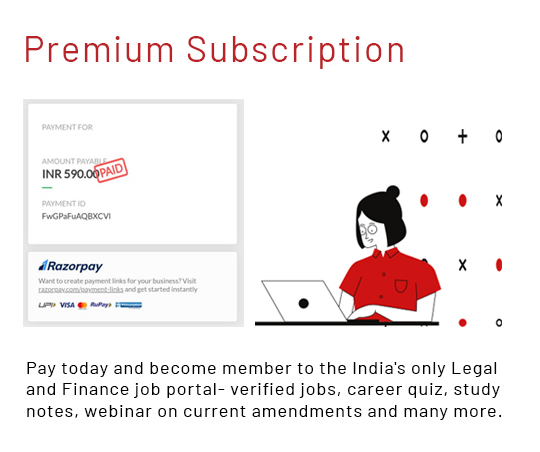 Premium Subscription
PAYMENT FOR
AMOUNT PAYABLE
INR 590.00
PAID
PAYMENT ID
FwGPaFuAQBXCVI
Razorpay
Want to create payment links for your business? Visit
razorpay.com/payment-links and get started instantly
UPI VISA RuPay
Pay today and become member to the India's only Legal
and Finance job portal- verified jobs, career quiz, study
notes, webinar on current amendments and many more.